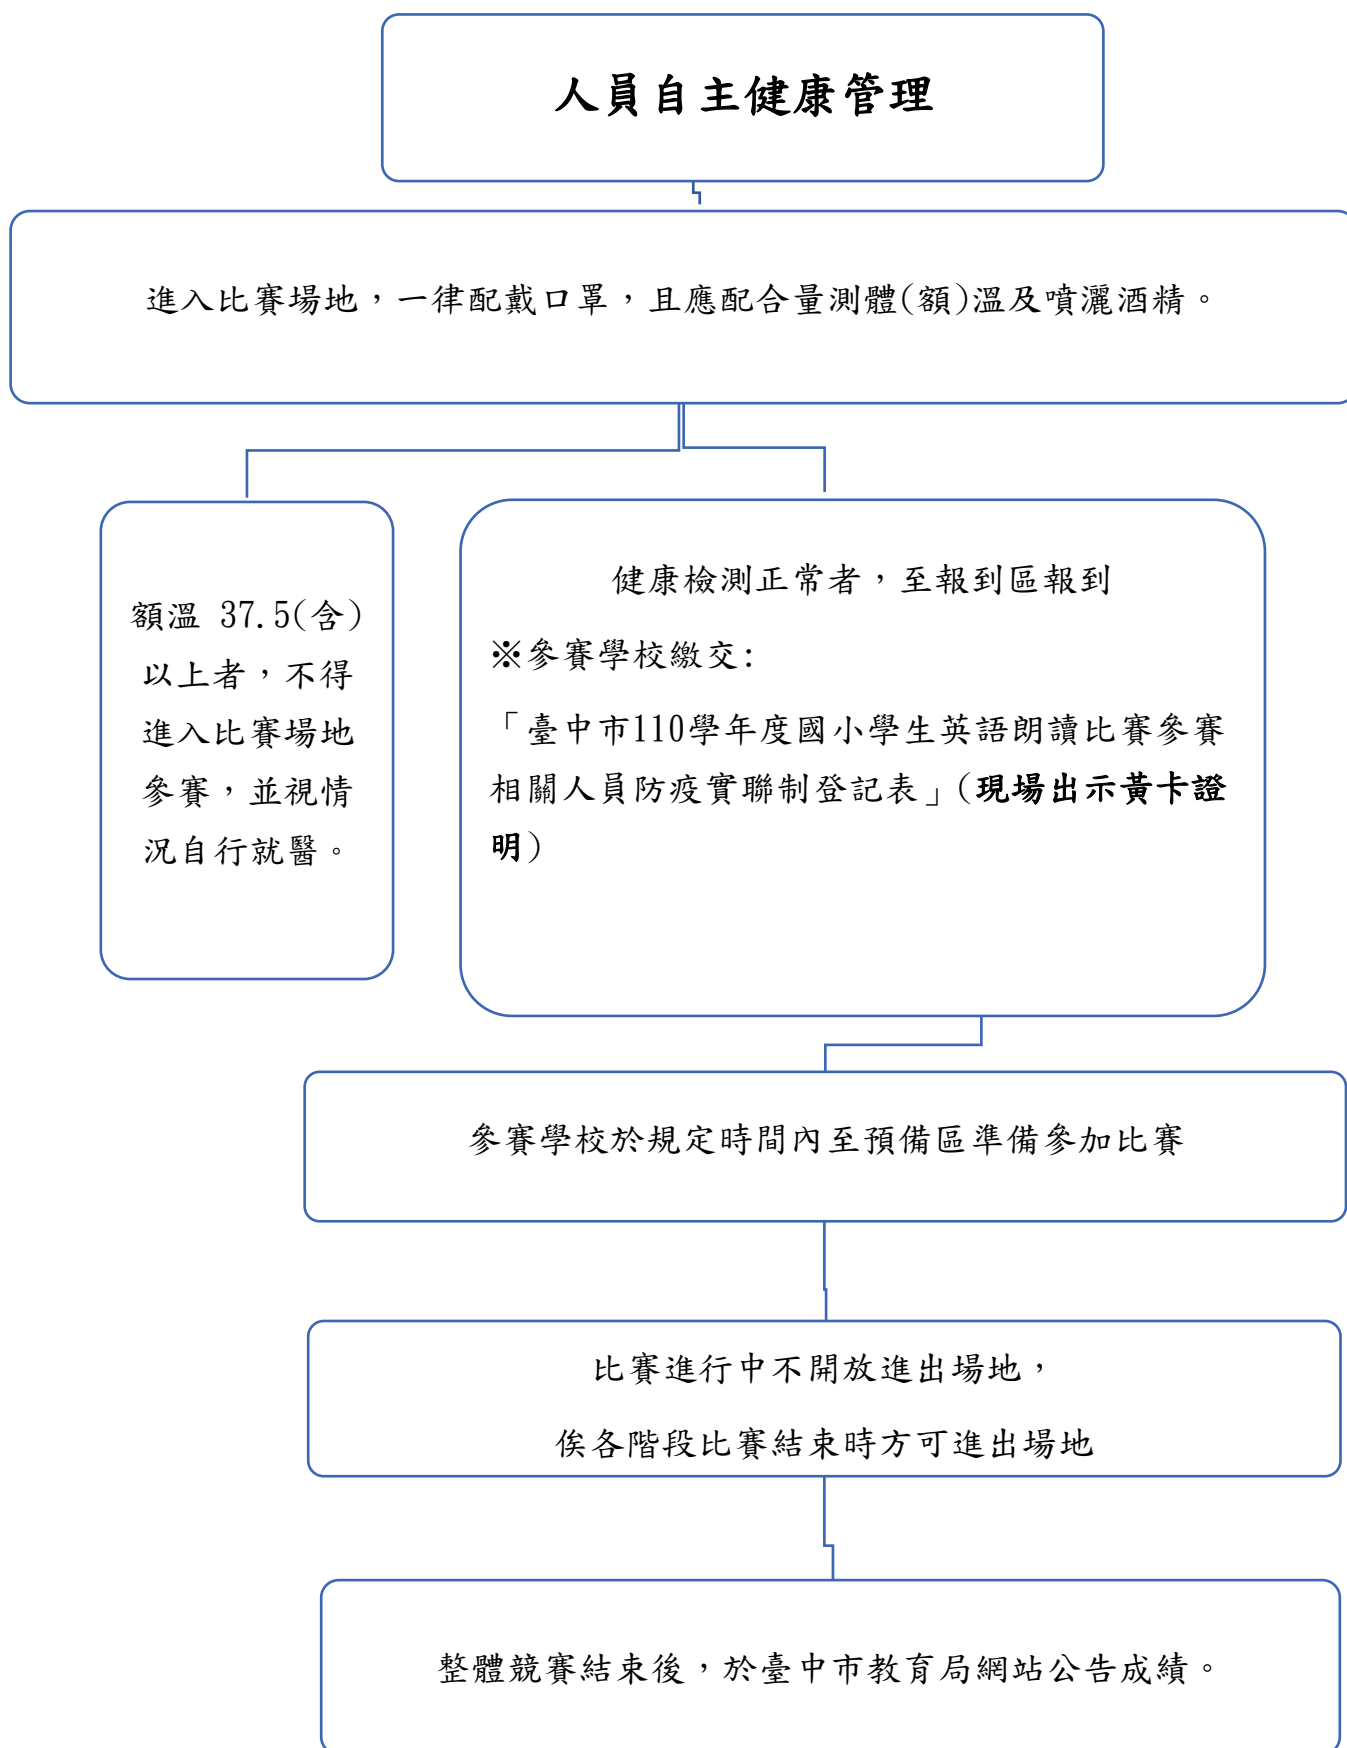 人員自主健康管理
進入比賽場地，一律配戴口罩，且應配合量測體(額)溫及噴灑酒精。
額溫 37.5(含)
以上者，不得
進入比賽場地
參賽，並視情
況自行就醫。
健康檢測正常者，至報到區報到
※參賽學校繳交:
「臺中市110學年度國小學生英語朗讀比賽參賽
相關人員防疫實聯制登記表」(現場出示黃卡證
明)
參賽學校於規定時間內至預備區準備參加比賽
比賽進行中不開放進出場地，
俟各階段比賽結束時方可進出場地
整體競賽結束後，於臺中市教育局網站公告成績。